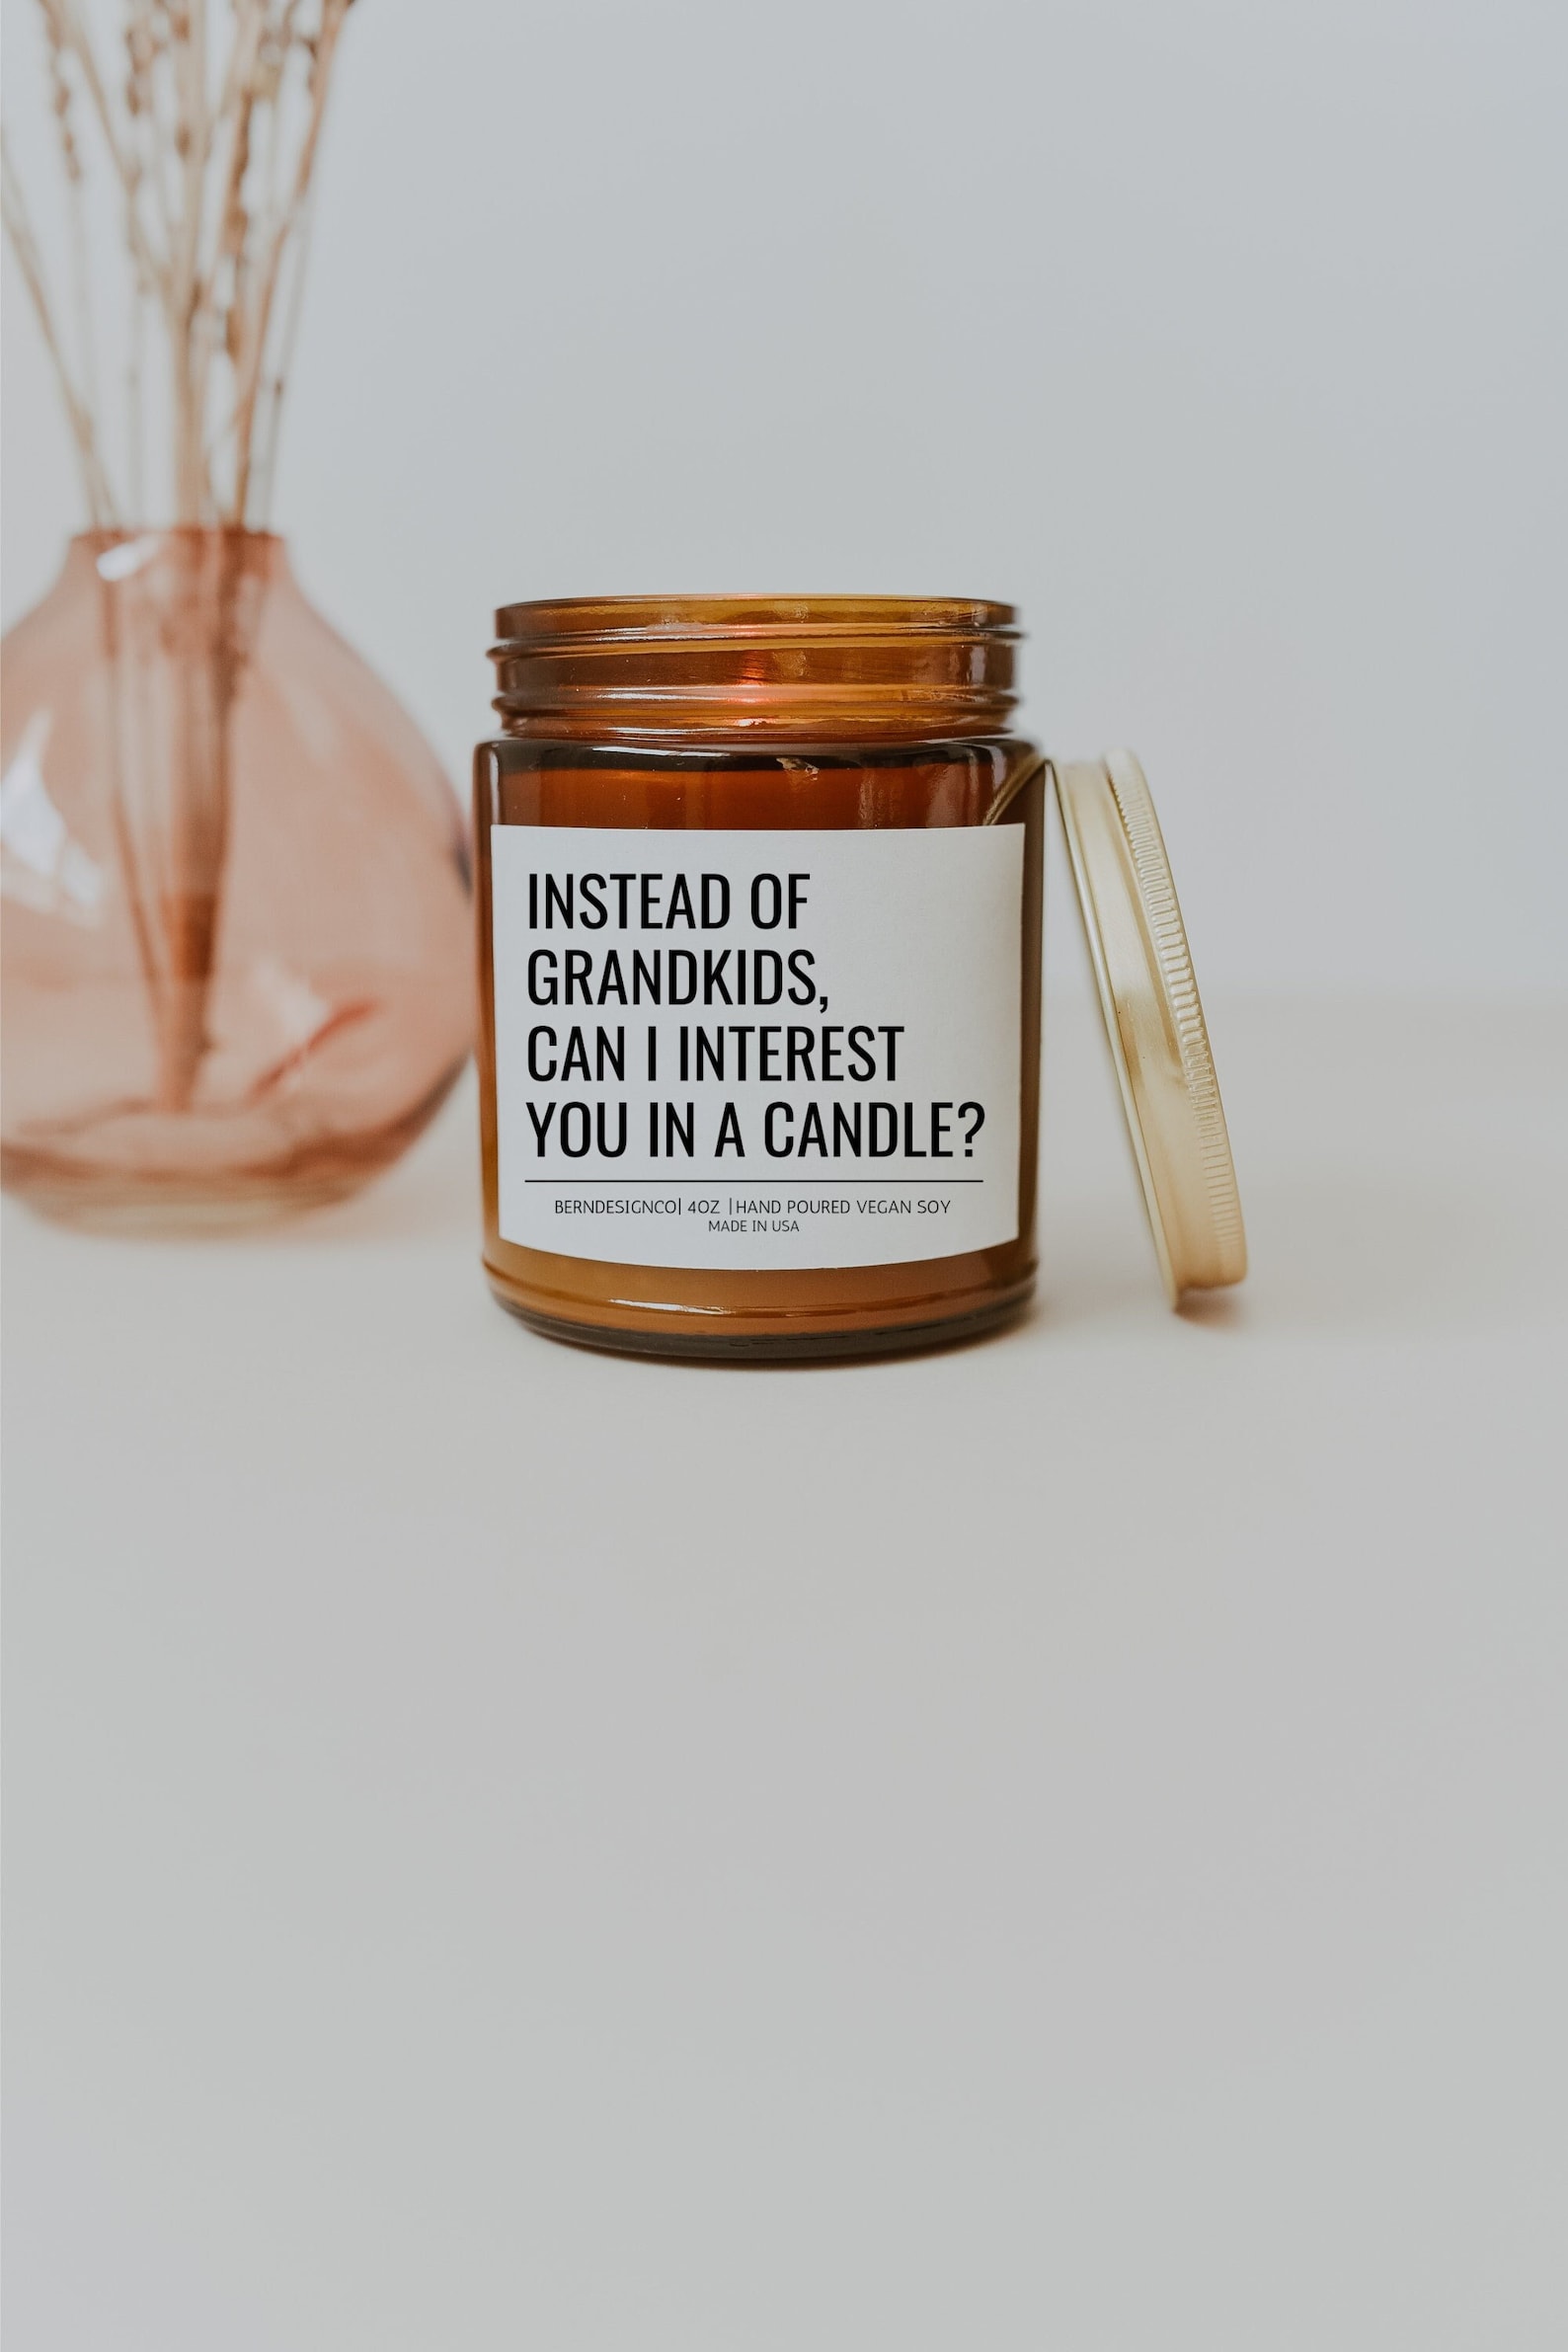 INSTEAD OF
GRANDKIDS,
CAN I INTEREST
YOU IN A CANDLE?
BERNDESIGNCO| 4OZ |HAND POURED VEGAN SOY
MADE IN USA